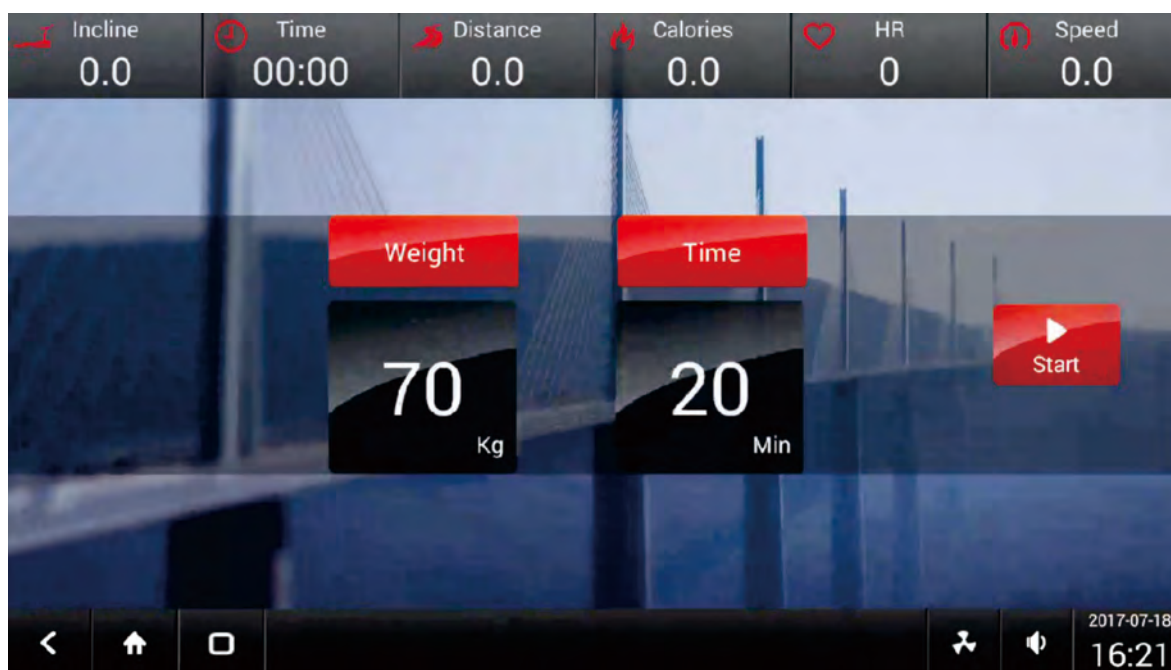 Incline Time Distance Calories HR Speed
0.0 00:00 0.0 0.0 0 0.0
Weight Time
70 20
Start
Kg Min
2017-07-18
16:21